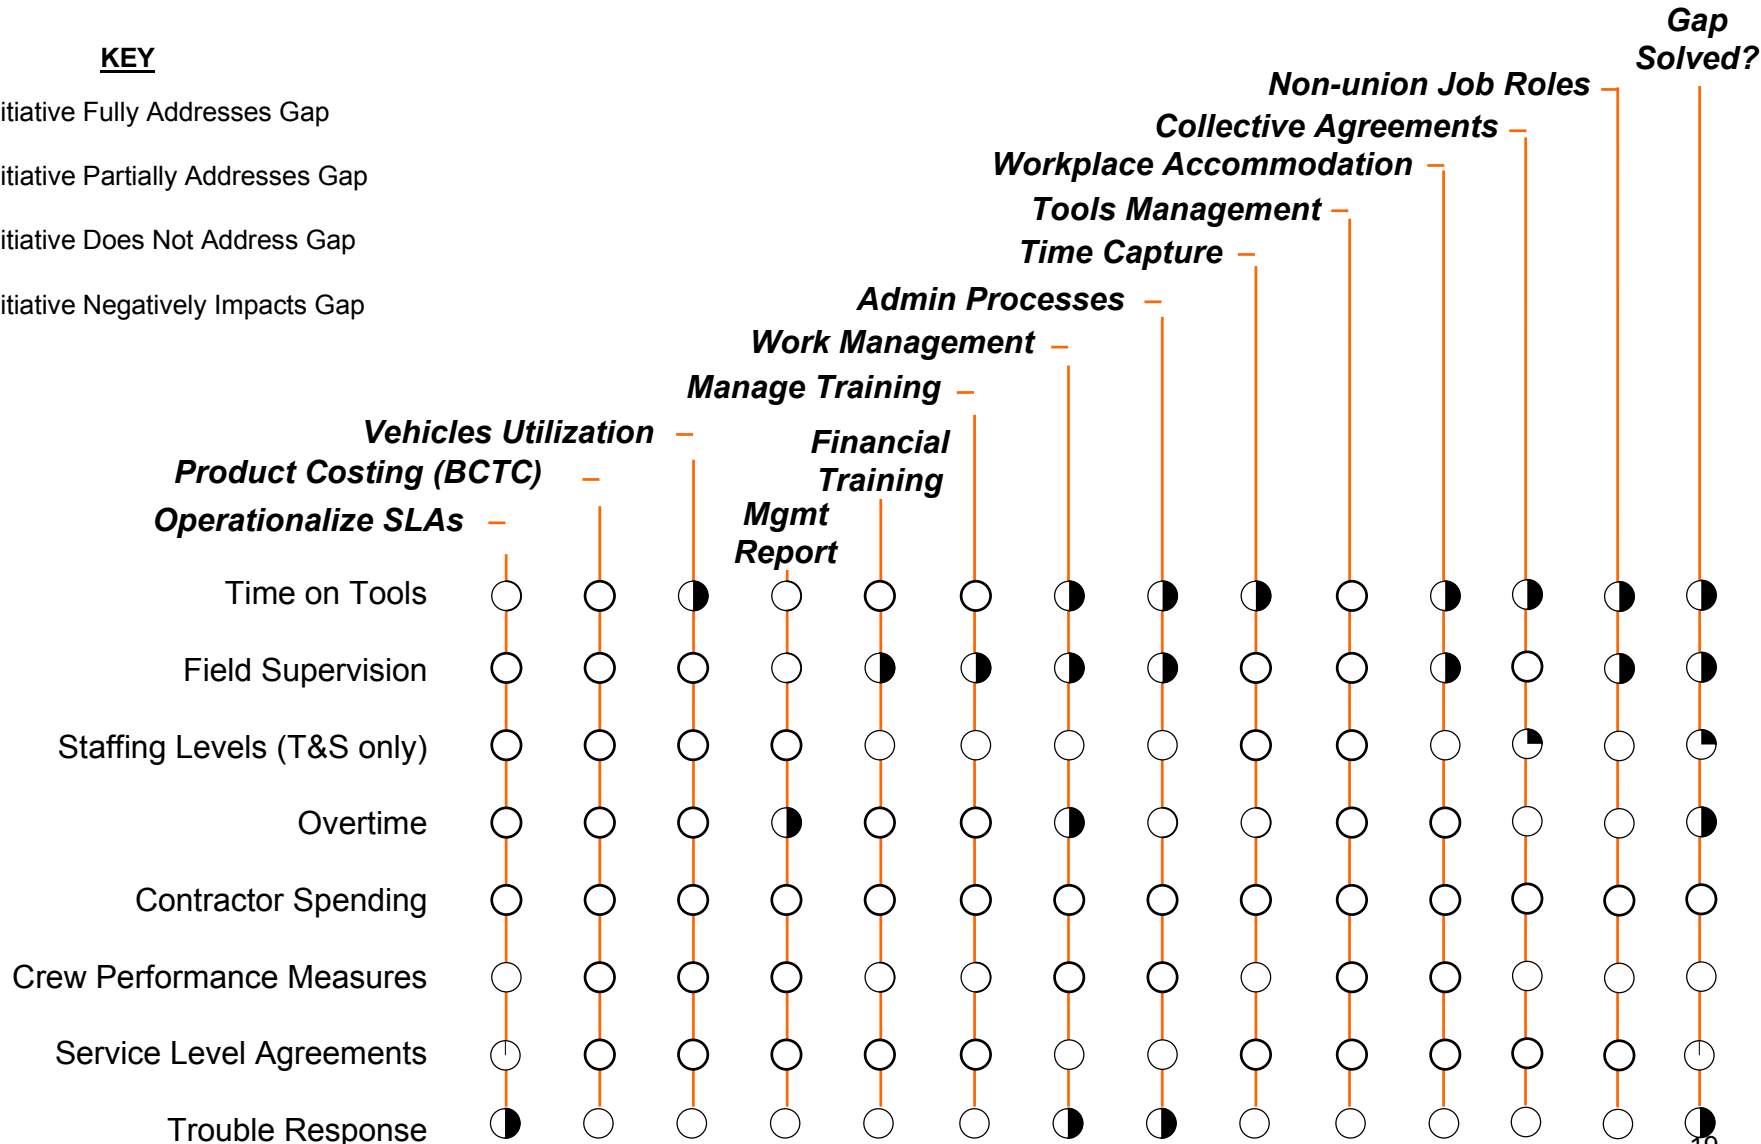 KEY
itiative Fully Addresses Gap
itiative Partially Addresses Gap
itiative Does Not Address Gap
itiative Negatively Impacts Gap
Gap
Solved?
Non-union Job Roles
Collective Agreements
Workplace Accommodation
Tools Management
Time Capture
Admin Processes
Work Management
Manage Training
Financial
Training
Vehicles Utilization
Product Costing (BCTC)
Operationalize SLAs
Mgmt
Report
Time on Tools
Field Supervision
Staffing Levels (T&S only)
Overtime
Contractor Spending
Crew Performance Measures
Service Level Agreements
Trouble Response